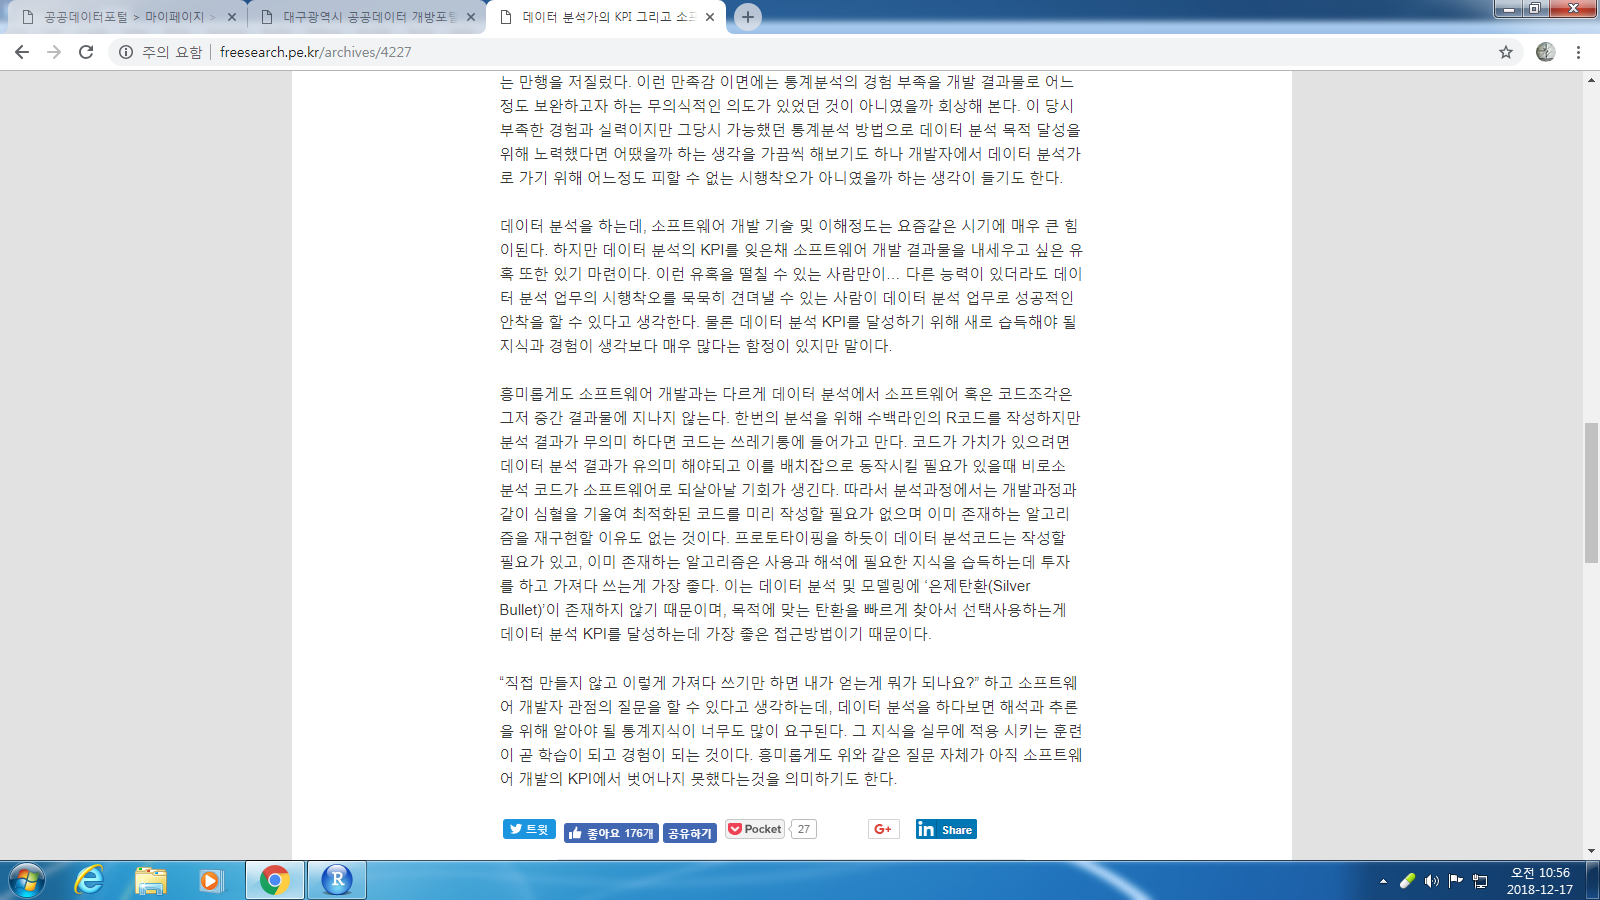 공공데이터포털 > 마이페이지 >
대구광역시 공공데이터 개방포털
데이터 분석가의 KPI 그리고 소프
주의 요함
freesearch.pe.kr/archives/4227
는 만행을 저질렀다. 이런 만족감 이면에는 통계분석의 경험 부족을 개발 결과물로 어느
정도 보완하고자 하는 무의식적인 의도가 있었던 것이 아니였을까 회상해 본다. 이 당시
부족한 경험과 실력이지만 그당시 가능했던 통계분석 방법으로 데이터 분석 목적 달성을
위해 노력했다면 어땠을까 하는 생각을 가끔씩 해보기도 하나 개발자에서 데이터 분석가
로 가기 위해 어느정도 피할 수 없는 시행착오가 아니였을까 하는 생각이 들기도 한다.
데이터 분석을 하는데, 소프트웨어 개발 기술 및 이해정도는 요즘같은 시기에 매우 큰 힘
이된다. 하지만 데이터 분석의 KPI를 잊은채 소프트웨어 개발 결과물을 내세우고 싶은 유
혹 또한 있기 마련이다. 이런 유혹을 떨칠 수 있는 사람만이… 다른 능력이 있더라도 데이
터 분석 업무의 시행착오를 묵묵히 견뎌낼 수 있는 사람이 데이터 분석 업무로 성공적인
안착을 할 수 있다고 생각한다. 물론 데이터 분석 KPI를 달성하기 위해 새로 습득해야 될
지식과 경험이 생각보다 매우 많다는 함정이 있지만 말이다.
흥미롭게도 소프트웨어 개발과는 다르게 데이터 분석에서 소프트웨어 혹은 코드조각은
그저 중간 결과물에 지나지 않는다. 한번의 분석을 위해 수백라인의 R코드를 작성하지만
분석 결과가 무의미 하다면 코드는 쓰레기통에 들어가고 만다. 코드가 가치가 있으려면
데이터 분석 결과가 유의미 해야되고 이를 배치잡으로 동작시킬 필요가 있을때 비로소
분석 코드가 소프트웨어로 되살아날 기회가 생긴다. 따라서 분석과정에서는 개발과정과
같이 심혈을 기울여 최적화된 코드를 미리 작성할 필요가 없으며 이미 존재하는 알고리
즘을 재구현할 이유도 없는 것이다. 프로토타이핑을 하듯이 데이터 분석코드는 작성할
필요가 있고, 이미 존재하는 알고리즘은 사용과 해석에 필요한 지식을 습득하는데 투자
를 하고 가져다 쓰는게 가장 좋다. 이는 데이터 분석 및 모델링에 ‘은제탄환(Silver
Bullet)’이 존재하지 않기 때문이며, 목적에 맞는 탄환을 빠르게 찾아서 선택사용하는게
데이터 분석 KPI를 달성하는데 가장 좋은 접근방법이기 때문이다.
“직접 만들지 않고 이렇게 가져다 쓰기만 하면 내가 얻는게 뭐가 되나요?” 하고 소프트웨
어 개발자 관점의 질문을 할 수 있다고 생각하는데, 데이터 분석을 하다보면 해석과 추론
을 위해 알아야 될 통계지식이 너무도 많이 요구된다. 그 지식을 실무에 적용 시키는 훈련
이 곧 학습이 되고 경험이 되는 것이다. 흥미롭게도 위와 같은 질문 자체가 아직 소프트웨
어 개발의 KPI에서 벗어나지 못했다는것을 의미하기도 한다.
트윗 좋아요 176개 공유하기 Pocket 27 G+ in Share
R
오전 10:56
2018-12-17